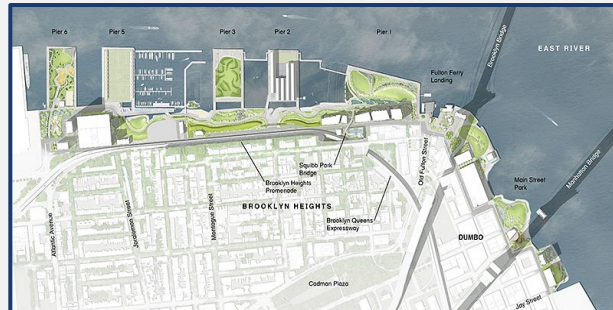 Pier 6
Pier 5
Pier 3
Pier 2
Pier 1
Brooklyn Bridge
EAST RIVER
Fulton Ferry
Landing
Manhattan Bridge
Squibb Park
Bridge
Old Fulton Street
Main Street
Park
Brooklyn Heights
Promenade
BROOKLYN HEIGHTS
Brooklyn Queens
Expressway
Atlantic Avenue
Joralemon Street
Montague Street
DUMBO
Cadman Plaza
Jay Street